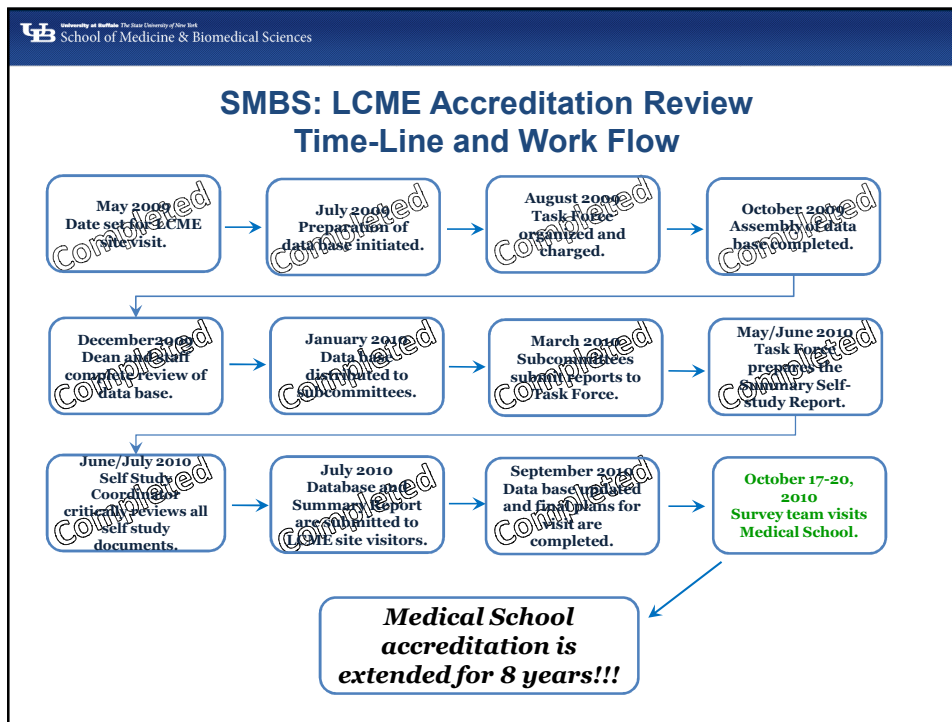 University at Buffalo The State University of New York
School of Medicine & Biomedical Sciences
SMBS: LCME Accreditation Review
Time-Line and Work Flow
May 2009
Date set for LCME
site visit.
Completed
July 2009
Preparation of
data base initiated.
Completed
August 2009
Task Force
organized and
charged.
Completed
October 2009
Assembly of data
base completed.
Completed
December 2009
Dean and staff
complete review of
data base.
Completed
January 2010
Data base
distributed to
subcommittees.
Completed
March 2010
Subcommittees
submit reports to
Task Force.
Completed
May/June 2010
Task Force
prepares the
Summary Self-
study Report.
Completed
June/July 2010
Self Study
Coordinator
critically reviews all
self study
documents.
Completed
July 2010
Database and
Summary Report
are submitted to
LCME site visitors.
Completed
September 2010
Data base updated
and final plans for
visit are
completed.
Completed
October 17-20,
2010
Survey team visits
Medical School.
Medical School
accreditation is
extended for 8 years!!!